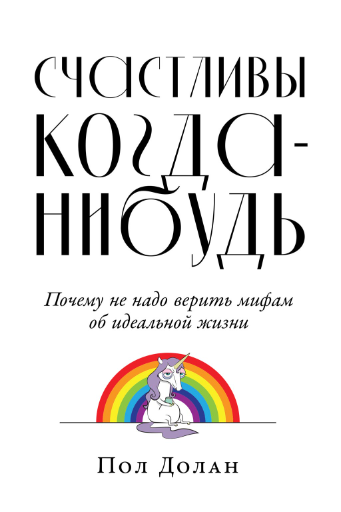 СЧАСТЛИВЫ
КОГДА-
НИБУДЬ
Почему не надо верить мифам
об идеальной жизни
Пол Долан